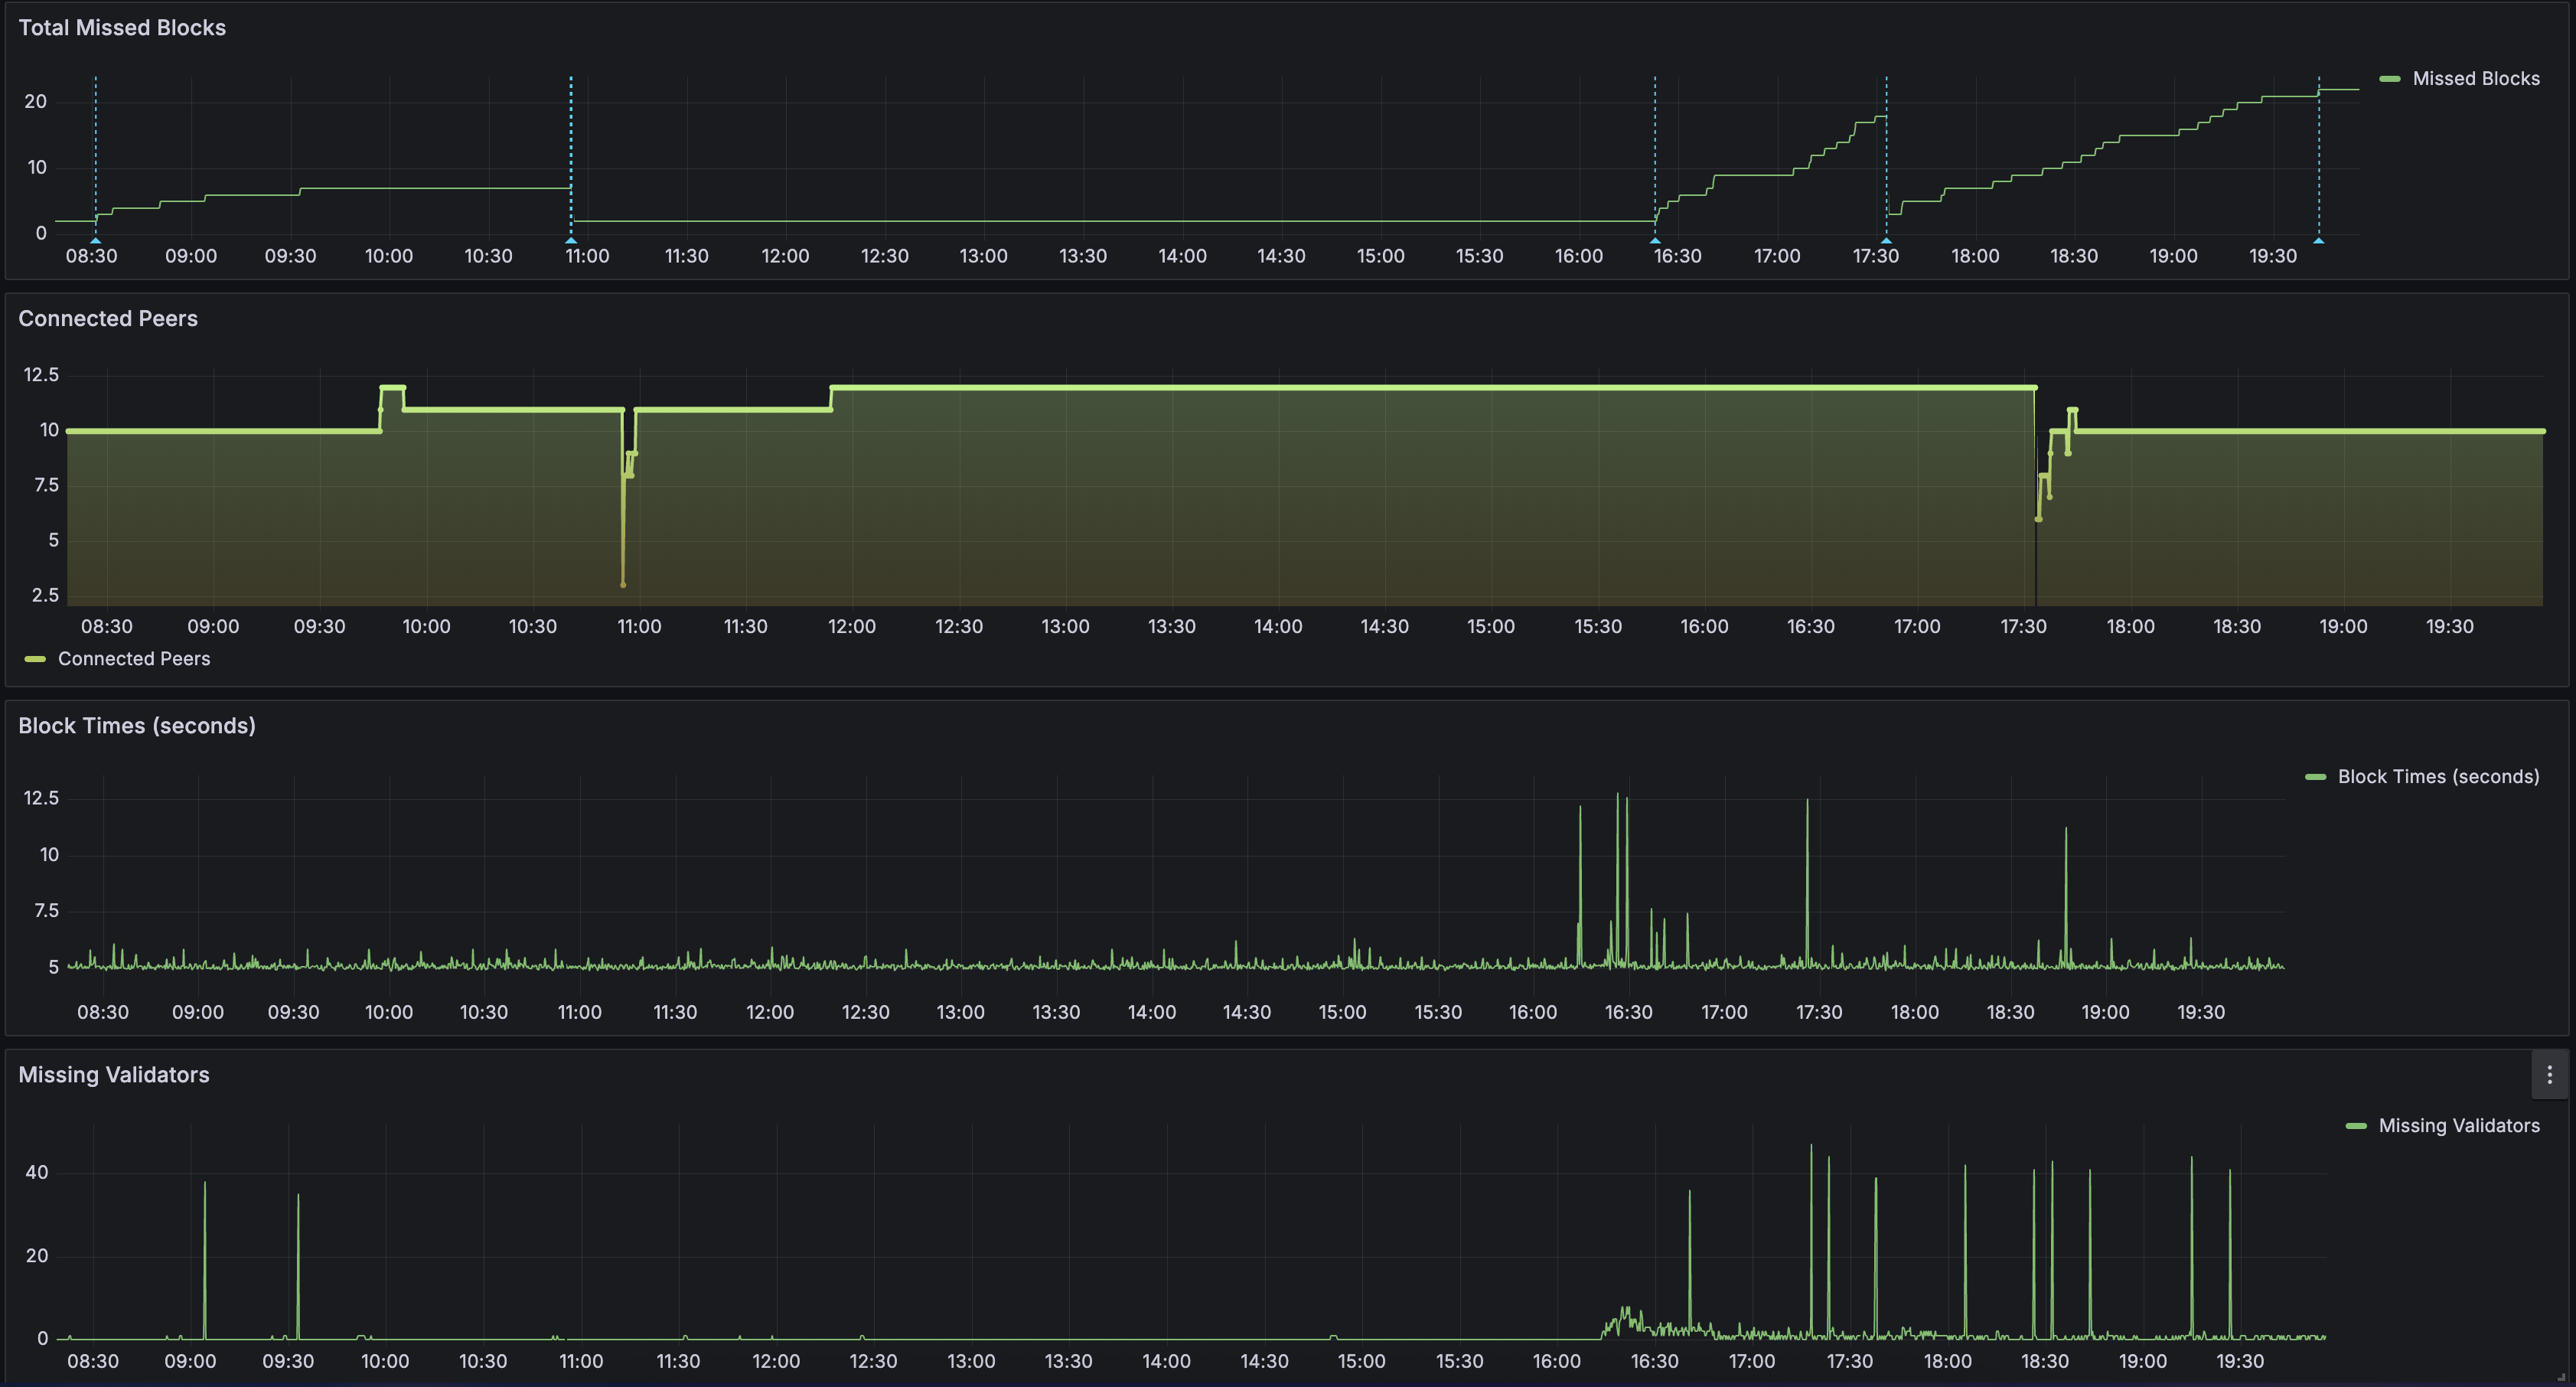 Total Missed Blocks
Missed Blocks
20
10
0
08:30 09:00 09:30 10:00 10:30 11:00 11:30 12:00 12:30 13:00 13:30 14:00 14:30 15:00 15:30 16:00 16:30 17:00 17:30 18:00 18:30 19:00 19:30
Connected Peers
12.5
10
7.5
5
2.5
08:30 09:00 09:30 10:00 10:30 11:00 11:30 12:00 12:30 13:00 13:30 14:00 14:30 15:00 15:30 16:00 16:30 17:00 17:30 18:00 18:30 19:00 19:30
Connected Peers
Block Times (seconds)
Block Times (seconds)
12.5
10
7.5
5
08:30 09:00 09:30 10:00 10:30 11:00 11:30 12:00 12:30 13:00 13:30 14:00 14:30 15:00 15:30 16:00 16:30 17:00 17:30 18:00 18:30 19:00 19:30
Missing Validators
Missing Validators
40
20
0
08:30 09:00 09:30 10:00 10:30 11:00 11:30 12:00 12:30 13:00 13:30 14:00 14:30 15:00 15:30 16:00 16:30 17:00 17:30 18:00 18:30 19:00 19:30